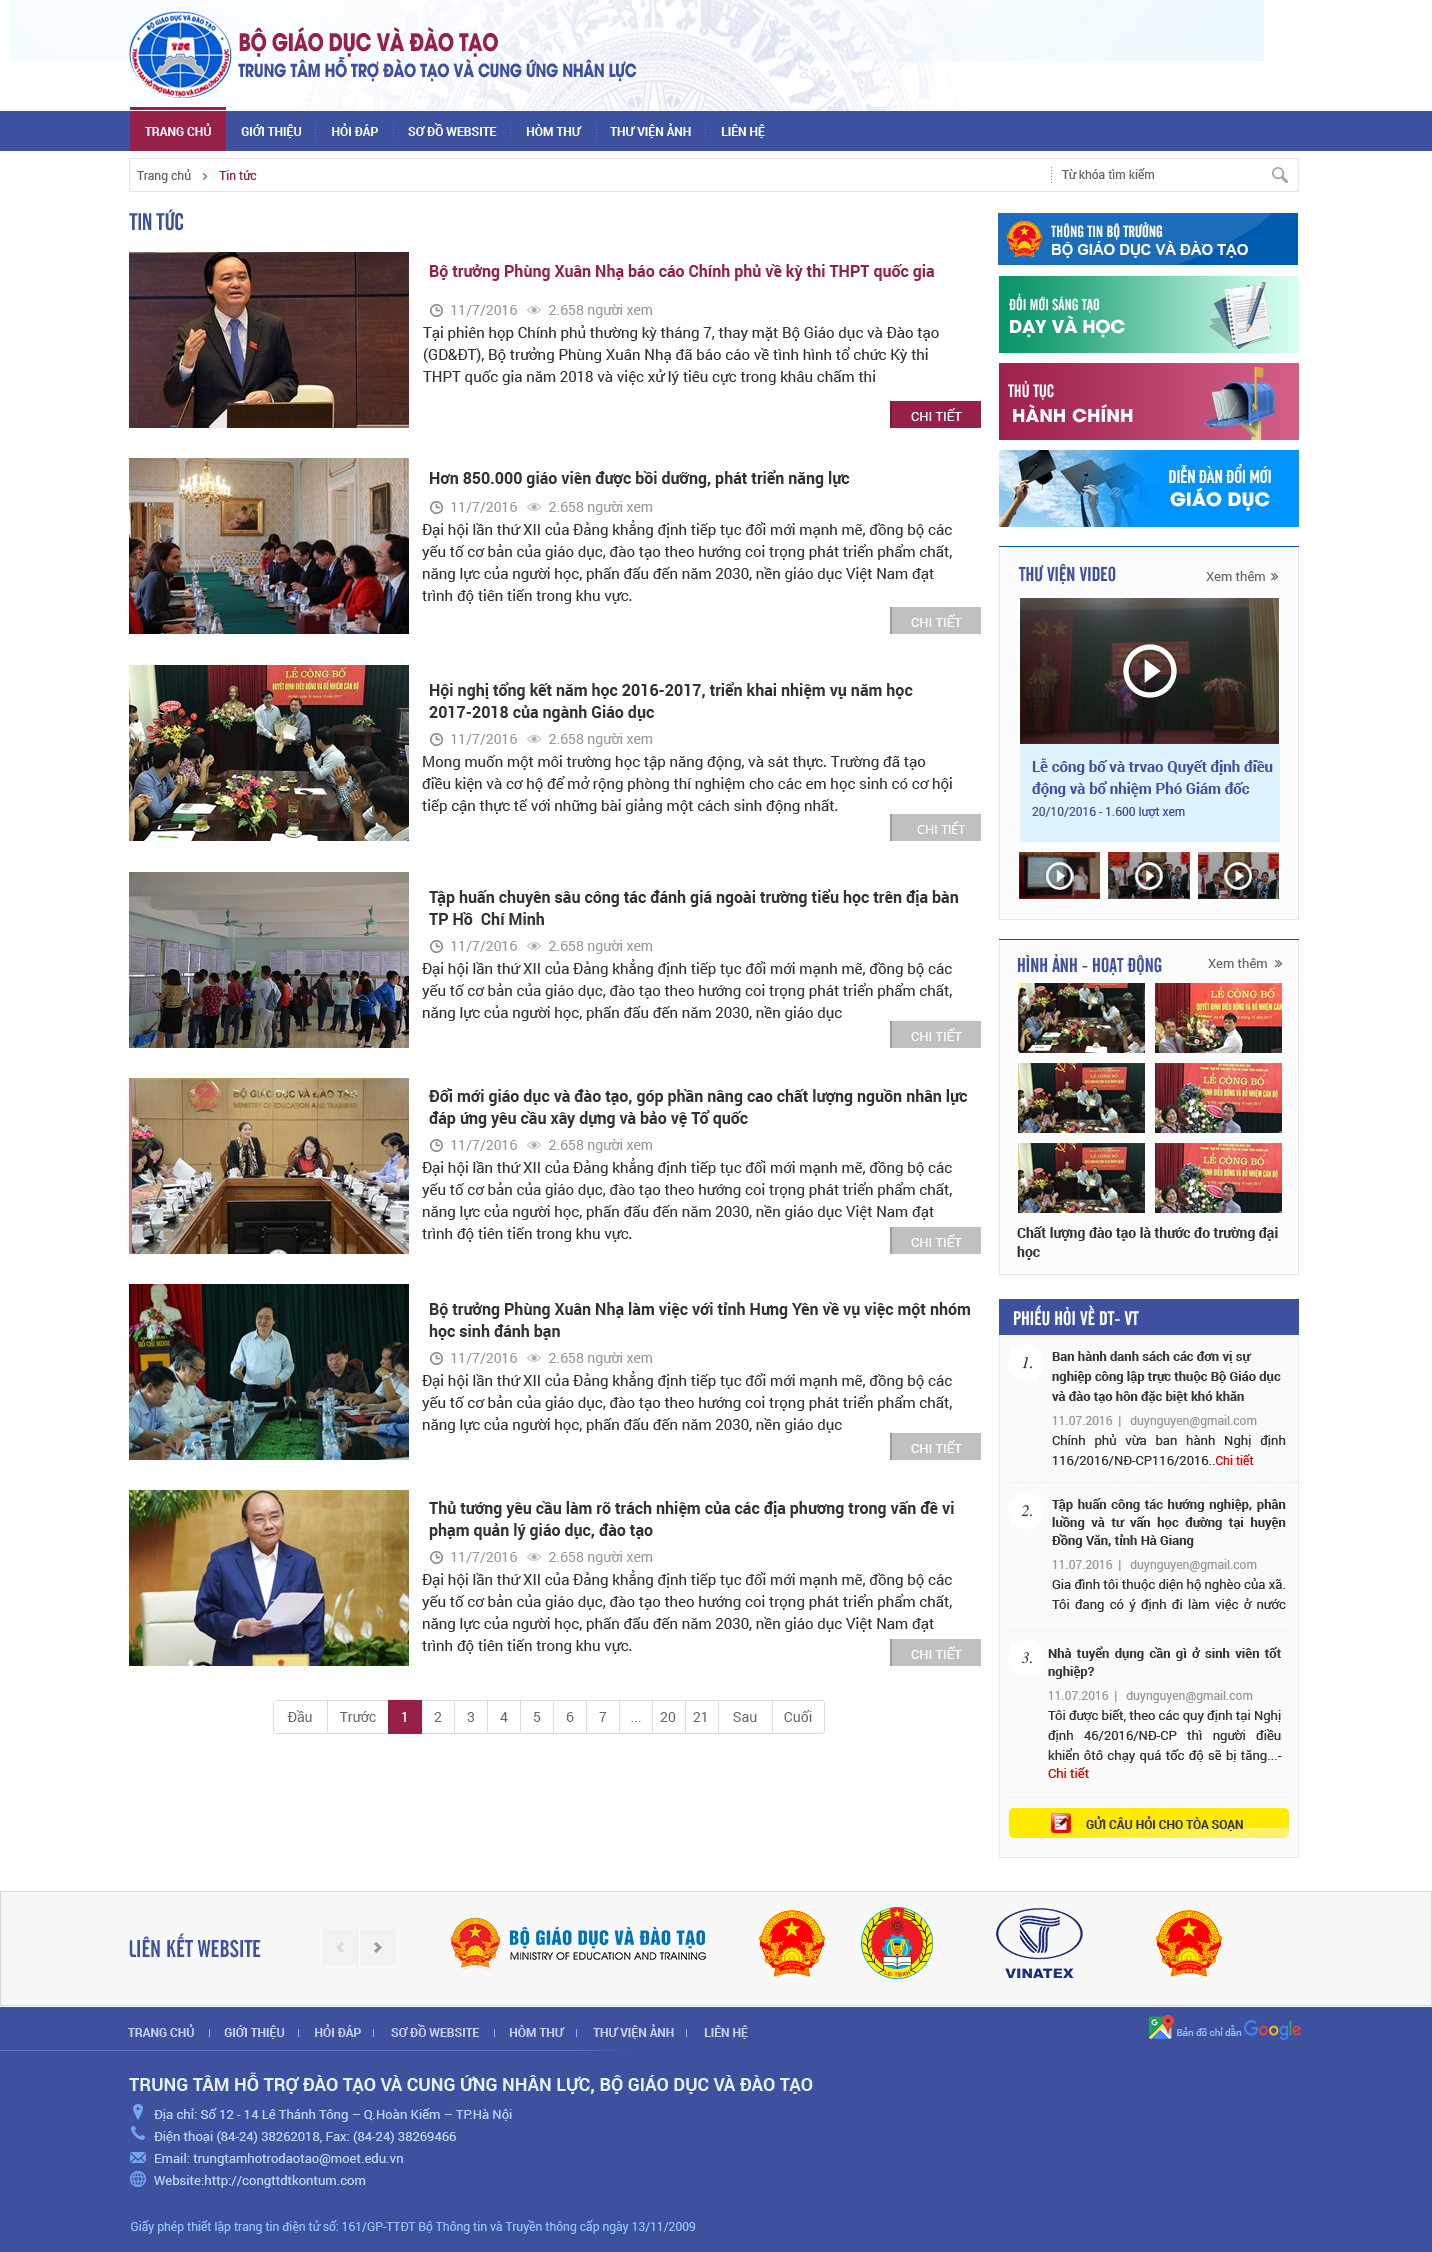 BỘ GIÁO DỤC VÀ ĐÀO TẠO
TRUNG TÂM HỖ TRỢ ĐÀO TẠO VÀ CUNG ỨNG NHÂN LỰC
TRANG CHỦ GIỚI THIỆU HỎI ĐÁP SƠ ĐỒ WEBSITE HÒM THƯ THƯ VIỆN ẢNH LIÊN HỆ
Trang chủ > Tin tức
Từ khóa tìm kiếm
TIN TỨC
Bộ trưởng Phùng Xuân Nhạ báo cáo Chính phủ về kỳ thi THPT quốc gia
11/7/2016 2.658 người xem
Tại phiên họp Chính phủ thường kỳ tháng 7, thay mặt Bộ Giáo dục và Đào tạo
(GD&ĐT), Bộ trưởng Phùng Xuân Nhạ đã báo cáo về tình hình tổ chức Kỳ thi
THPT quốc gia năm 2018 và việc xử lý tiêu cực trong khâu chấm thi
CHI TIẾT
Hơn 850.000 giáo viên được bồi dưỡng, phát triển năng lực
11/7/2016 2.658 người xem
Đại hội lần thứ XII của Đảng khẳng định tiếp tục đổi mới mạnh mẽ, đồng bộ các
yếu tố cơ bản của giáo dục, đào tạo theo hướng coi trọng phát triển phẩm chất,
năng lực của người học, phấn đấu đến năm 2030, nền giáo dục Việt Nam đạt
trình độ tiên tiến trong khu vực.
CHI TIẾT
LỄ CÔNG BỐ
QUYẾT ĐỊNH ĐIỀU ĐỘNG VÀ BỔ NHIỆM CÁN BỘ
Hội nghị tổng kết năm học 2016-2017, triển khai nhiệm vụ năm học
2017-2018 của ngành Giáo dục
11/7/2016 2.658 người xem
Mong muốn một môi trường học tập năng động, và sát thực. Trường đã tạo
điều kiện và cơ hộ để mở rộng phòng thí nghiệm cho các em học sinh có cơ hội
tiếp cận thực tế với những bài giảng một cách sinh động nhất.
CHI TIẾT
Tập huấn chuyên sâu công tác đánh giá ngoài trường tiểu học trên địa bàn
TP Hồ  Chí Minh
11/7/2016 2.658 người xem
Đại hội lần thứ XII của Đảng khẳng định tiếp tục đổi mới mạnh mẽ, đồng bộ các
yếu tố cơ bản của giáo dục, đào tạo theo hướng coi trọng phát triển phẩm chất,
năng lực của người học, phấn đấu đến năm 2030, nền giáo dục
CHI TIẾT
BỘ GIÁO DỤC VÀ ĐÀO TẠO
MINISTRY OF EDUCATION AND TRAINING
Đổi mới giáo dục và đào tạo, góp phần nâng cao chất lượng nguồn nhân lực
đáp ứng yêu cầu xây dựng và bảo vệ Tổ quốc
11/7/2016 2.658 người xem
Đại hội lần thứ XII của Đảng khẳng định tiếp tục đổi mới mạnh mẽ, đồng bộ các
yếu tố cơ bản của giáo dục, đào tạo theo hướng coi trọng phát triển phẩm chất,
năng lực của người học, phấn đấu đến năm 2030, nền giáo dục Việt Nam đạt
trình độ tiên tiến trong khu vực.
CHI TIẾT
Bộ trưởng Phùng Xuân Nhạ làm việc với tỉnh Hưng Yên về vụ việc một nhóm
học sinh đánh bạn
11/7/2016 2.658 người xem
Đại hội lần thứ XII của Đảng khẳng định tiếp tục đổi mới mạnh mẽ, đồng bộ các
yếu tố cơ bản của giáo dục, đào tạo theo hướng coi trọng phát triển phẩm chất,
năng lực của người học, phấn đấu đến năm 2030, nền giáo dục
CHI TIẾT
Thủ tướng yêu cầu làm rõ trách nhiệm của các địa phương trong vấn đề vi
phạm quản lý giáo dục, đào tạo
11/7/2016 2.658 người xem
Đại hội lần thứ XII của Đảng khẳng định tiếp tục đổi mới mạnh mẽ, đồng bộ các
yếu tố cơ bản của giáo dục, đào tạo theo hướng coi trọng phát triển phẩm chất,
năng lực của người học, phấn đấu đến năm 2030, nền giáo dục Việt Nam đạt
trình độ tiên tiến trong khu vực.
CHI TIẾT
Đầu Trước 1 2 3 4 5 6 7 ... 20 21 Sau Cuối
THÔNG TIN BỘ TRƯỞNG
BỘ GIÁO DỤC VÀ ĐÀO TẠO
ĐỔI MỚI SÁNG TẠO
DẠY VÀ HỌC
THỦ TỤC
HÀNH CHÍNH
DIỄN ĐÀN ĐỔI MỚI
GIÁO DỤC
THƯ VIỆN VIDEO
Xem thêm »
Lễ công bố và trvao Quyết định điều
động và bổ nhiệm Phó Giám đốc
20/10/2016 - 1.600 lượt xem
HÌNH ẢNH - HOẠT ĐỘNG
Xem thêm »
LỄ CÔNG BỐ
LỄ CÔNG BỐ
LỄ CÔNG BỐ
Chất lượng đào tạo là thước đo trường đại
học
PHIẾU HỎI VỀ DT- VT
1.
Ban hành danh sách các đơn vị sự
nghiệp công lập trực thuộc Bộ Giáo dục
và đào tạo hôn đặc biệt khó khăn
11.07.2016 | duynguyen@gmail.com
Chính phủ vừa ban hành Nghị định
116/2016/NĐ-CP116/2016..Chi tiết
2.
Tập huấn công tác hướng nghiệp, phân
luồng và tư vấn học đường tại huyện
Đồng Văn, tỉnh Hà Giang
11.07.2016 | duynguyen@gmail.com
Gia đình tôi thuộc diện hộ nghèo của xã.
Tôi đang có ý định đi làm việc ở nước
3.
Nhà tuyển dụng cần gì ở sinh viên tốt
nghiệp?
11.07.2016 | duynguyen@gmail.com
Tôi được biết, theo các quy định tại Nghị
định 46/2016/NĐ-CP thì người điều
khiển ôtô chạy quá tốc độ sẽ bị tăng...-
Chi tiết
GỬI CÂU HỎI CHO TÒA SOẠN
LIÊN KẾT WEBSITE
BỘ GIÁO DỤC VÀ ĐÀO TẠO
MINISTRY OF EDUCATION AND TRAINING
VINATEX
TRANG CHỦ | GIỚI THIỆU | HỎI ĐÁP | SƠ ĐỒ WEBSITE | HÒM THƯ | THƯ VIỆN ẢNH | LIÊN HỆ
Bản đồ chỉ dẫn Google
TRUNG TÂM HỖ TRỢ ĐÀO TẠO VÀ CUNG ỨNG NHÂN LỰC, BỘ GIÁO DỤC VÀ ĐÀO TẠO
Địa chỉ: Số 12 - 14 Lê Thánh Tông – Q.Hoàn Kiếm – TP.Hà Nội
Điện thoại (84-24) 38262018, Fax: (84-24) 38269466
Email: trungtamhotrodaotao@moet.edu.vn
Website:http://congttdtkontum.com
Giấy phép thiết lập trang tin điện tử số: 161/GP-TTĐT Bộ Thông tin và Truyền thông cấp ngày 13/11/2009